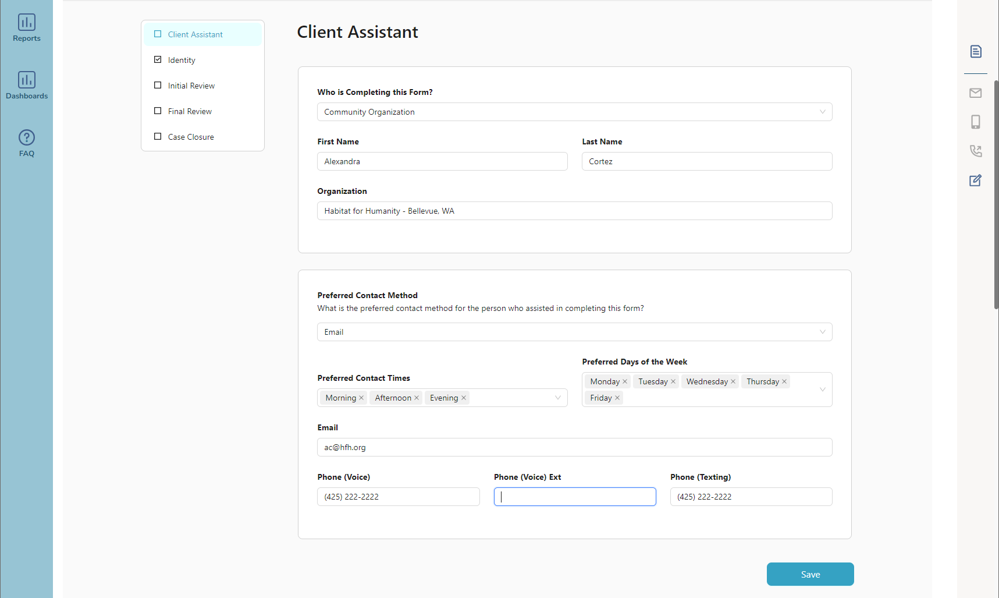 Reports
Dashboards
FAQ
Client Assistant
Identity
Initial Review
Final Review
Case Closure
Client Assistant
Who is Completing this Form?
Community Organization
First Name
Last Name
Alexandra
Cortez
Organization
Habitat for Humanity - Bellevue, WA
Preferred Contact Method
What is the preferred contact method for the person who assisted in completing this form?
Email
Preferred Contact Times
Morning × Afternoon × Evening ×
Preferred Days of the Week
Monday × Tuesday × Wednesday × Thursday ×
Friday ×
Email
ac@hfh.org
Phone (Voice)
Phone (Voice) Ext
Phone (Texting)
(425) 222-2222
(425) 222-2222
Save